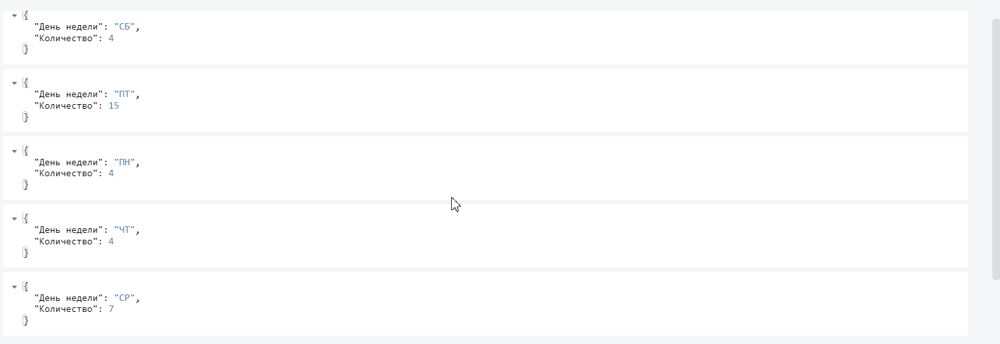 {
"День недели": "СБ",
"Количество": 4
}
{
"День недели": "ПТ",
"Количество": 15
}
{
"День недели": "ПН",
"Количество": 4
}
{
"День недели": "ЧТ",
"Количество": 4
}
{
"День недели": "СР",
"Количество": 7
}